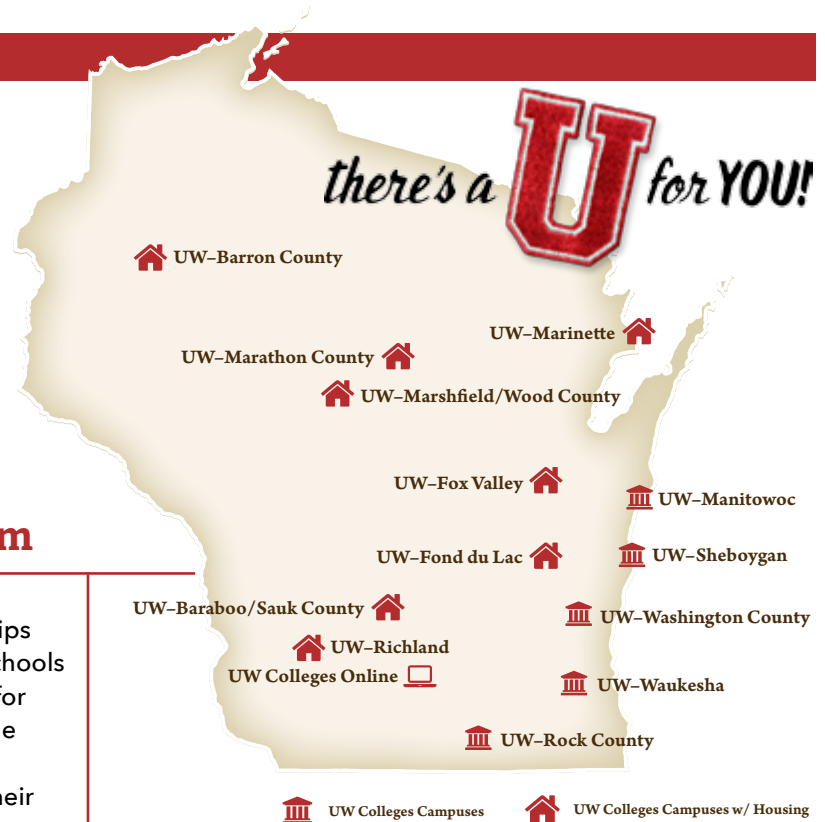 there's a U for YOU!
UW–Barron County
UW–Marinette
UW–Marathon County
UW–Marshfield/Wood County
UW–Fox Valley
UW–Manitowoc
UW–Fond du Lac
UW–Sheboygan
UW–Baraboo/Sauk County
UW–Washington County
UW–Richland
UW Colleges Online
UW–Waukesha
UW–Rock County
UW Colleges Campuses
UW Colleges Campuses w/ Housing
m
ips
chools
for
e
heir